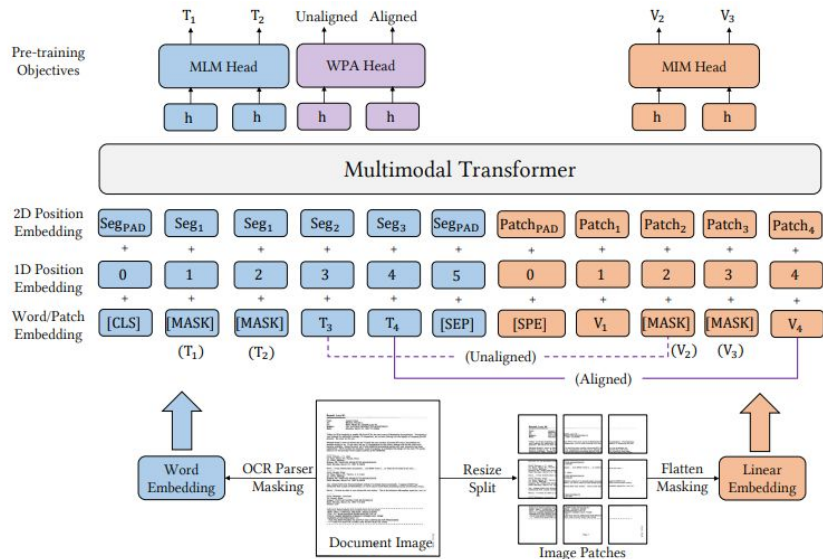 T₁ T₂ Unaligned Aligned V₂ V₃
Pre-training Objectives
MLM Head WPA Head MIM Head
h h h h h h
Multimodal Transformer
2D Position Embedding
Seg_PAD Seg₁ Seg₁ Seg₂ Seg₃ Seg_PAD Patch_PAD Patch₁ Patch₂ Patch₃ Patch₄
+ + + + + + + + + + +
1D Position Embedding
0 1 2 3 4 5 0 1 2 3 4
+ + + + + + + + + + +
Word/Patch Embedding
[CLS] [MASK] [MASK] T₃ T₄ [SEP] [SPE] V₁ [MASK] [MASK] V₄
(T₁) (T₂) (Unaligned) (V₂) (V₃)
(Aligned)
Word Embedding
OCR Parser
Masking
Document Image
Resize
Split
Image Patches
Flatten
Masking
Linear Embedding